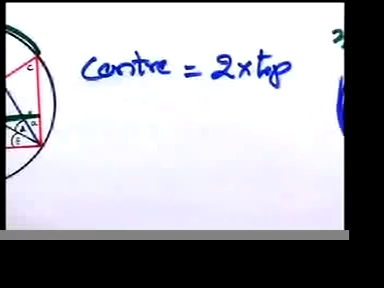 centre = 2 × top
c
a